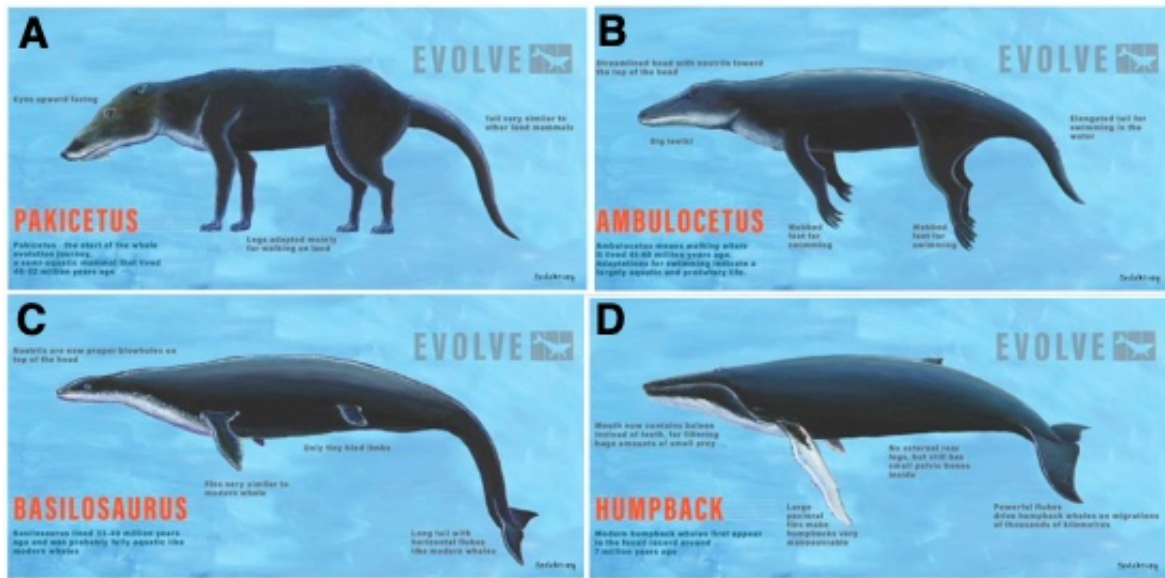 A
EVOLVE
Eyes upward facing
Tail very similar to
other land mammals
PAKICETUS
Legs adapted mainly
for walking on land
Pakicetus - the start of the whale
evolution journey,
a semi-aquatic mammal that lived
million years ago
B
EVOLVE
Streamlined head with nostrils toward
the top of the head
Elongated tail for
swimming in the
water
Big teeth!
AMBULOCETUS
Webbed
feet for
swimming
Webbed
feet for
swimming
Ambulocetus means walking whale
It lived million years ago.
Adaptations for swimming indicate a
largely aquatic and predatory life.
C
EVOLVE
Nostrils are now proper blowholes on
top of the head
Only tiny hind limbs
Fins very similar to
modern whale
BASILOSAURUS
Basilosaurus lived million years
ago and was probably fully aquatic like
modern whales
Long tail with
horizontal flukes
like modern whales
D
EVOLVE
Mouth now contains baleen
instead of teeth, for filtering
huge amounts of small prey
No external rear
legs, but still has
small pelvic bones
inside
HUMPBACK
Large
pectoral
fins make
humpbacks very
manoeuvrable
Powerful flukes
drive humpback whales on migrations
of thousands of kilometres
Modern humpback whales first appear
in the fossil record around
7 million years ago